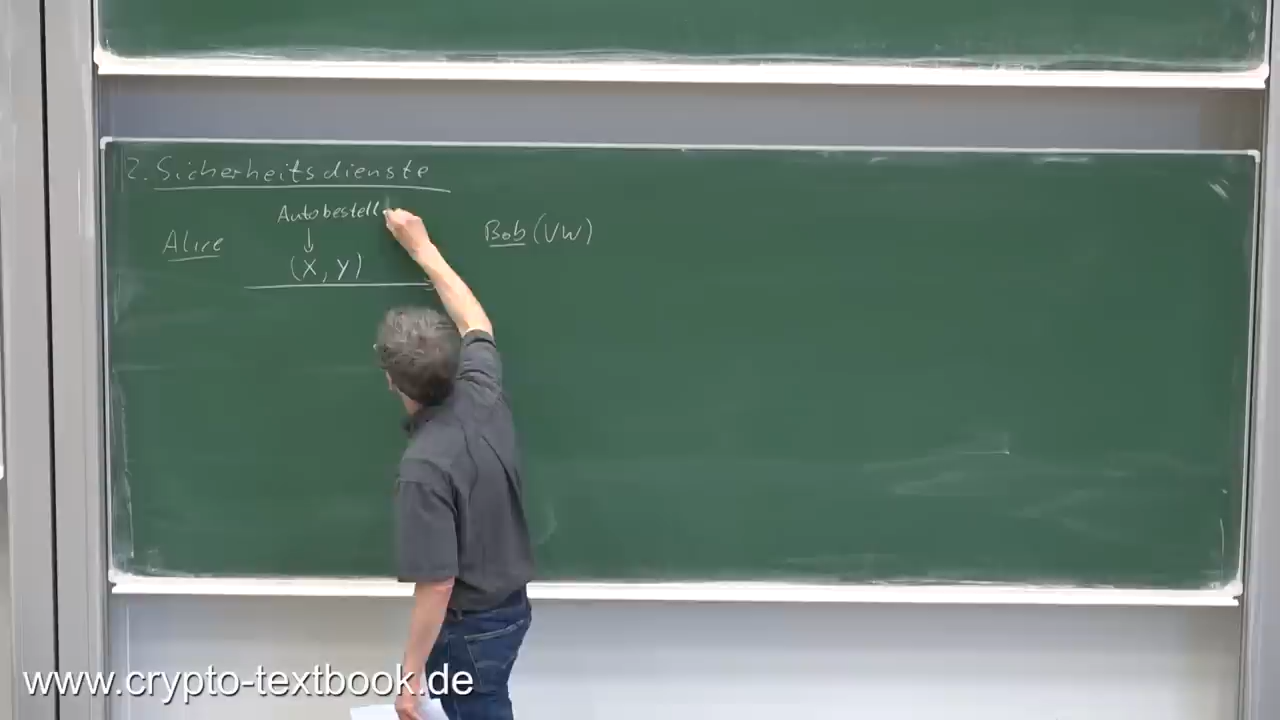 2. Sicherheitsdienste
Autobestell
Alice
Bob (VW)
(x, y)
www.crypto-textbook.de